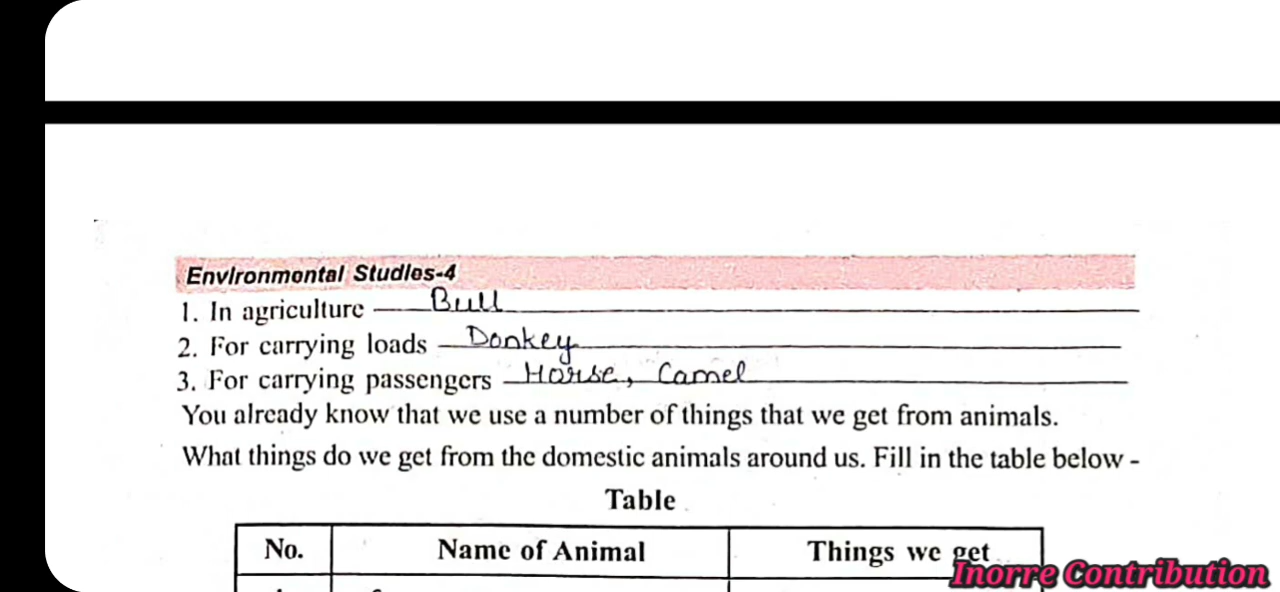 Environmental Studies-4
1. In agriculture Bull
2. For carrying loads Donkey
3. For carrying passengers Horse, Camel
You already know that we use a number of things that we get from animals.
What things do we get from the domestic animals around us. Fill in the table below -
Table
No. Name of Animal Things we get
Inorre Contribution